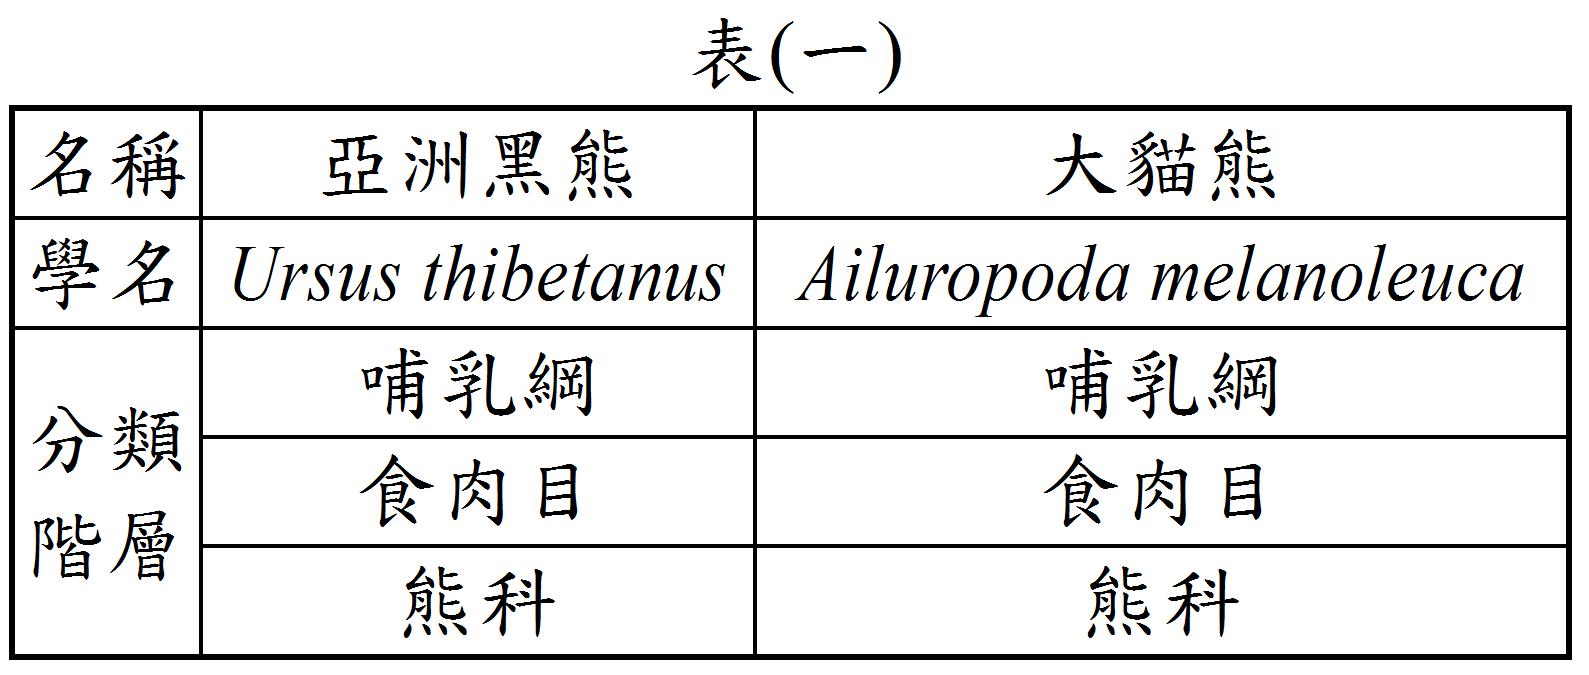 表(一)
名稱 亞洲黑熊 大貓熊
學名 Ursus thibetanus Ailuropoda melanoleuca
分類階層 哺乳綱 哺乳綱
食肉目 食肉目
熊科 熊科